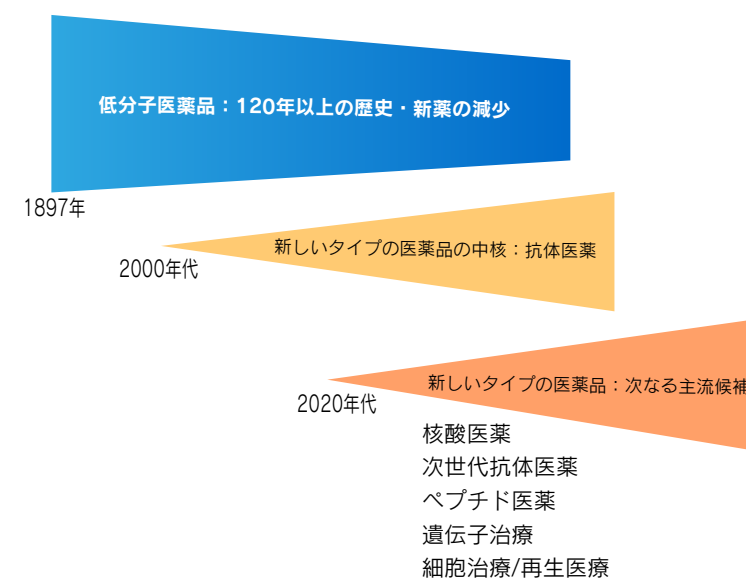 低分子医薬品：120年以上の歴史・新薬の減少
1897年
新しいタイプの医薬品の中核：抗体医薬
2000年代
新しいタイプの医薬品：次なる主流候補
2020年代
核酸医薬
次世代抗体医薬
ペプチド医薬
遺伝子治療
細胞治療/再生医療